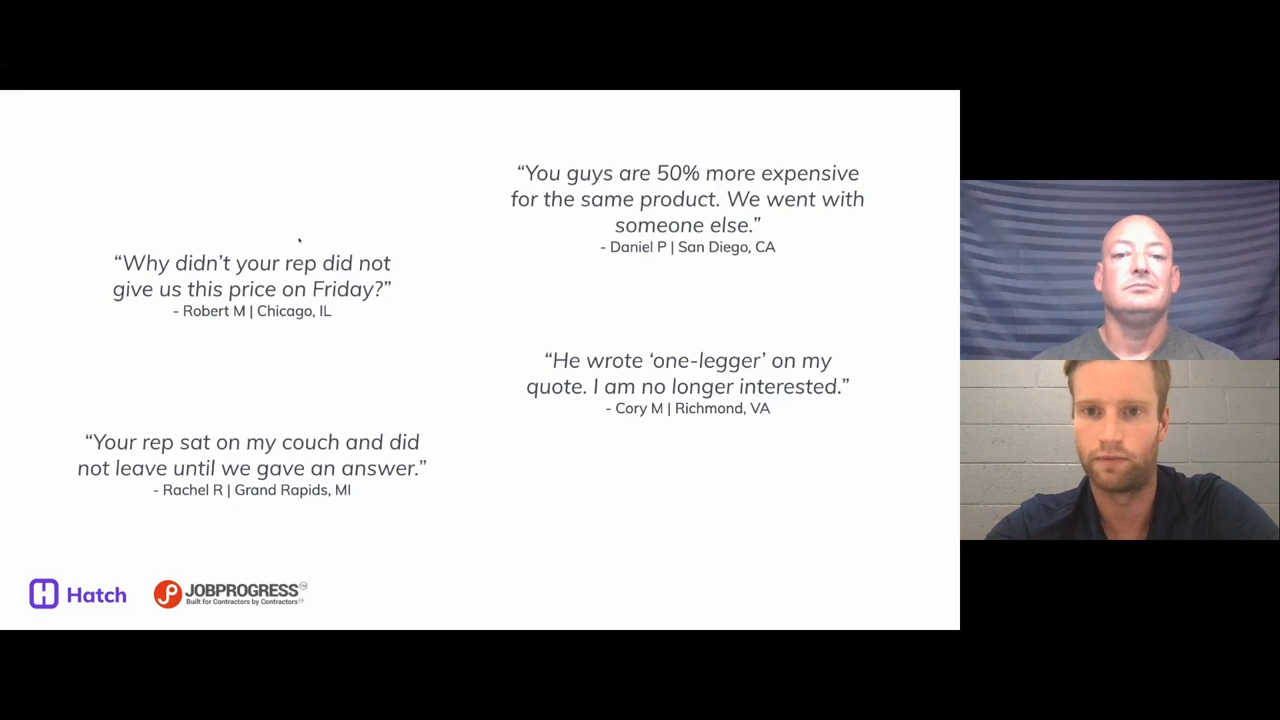 “You guys are 50% more expensive
for the same product. We went with
someone else.”
- Daniel P | San Diego, CA
“Why didn’t your rep did not
give us this price on Friday?”
- Robert M | Chicago, IL
“He wrote ‘one-legger’ on my
quote. I am no longer interested.”
- Cory M | Richmond, VA
“Your rep sat on my couch and did
not leave until we gave an answer.”
- Rachel R | Grand Rapids, MI
Hatch
JOBPROGRESS
Built for Contractors by Contractors